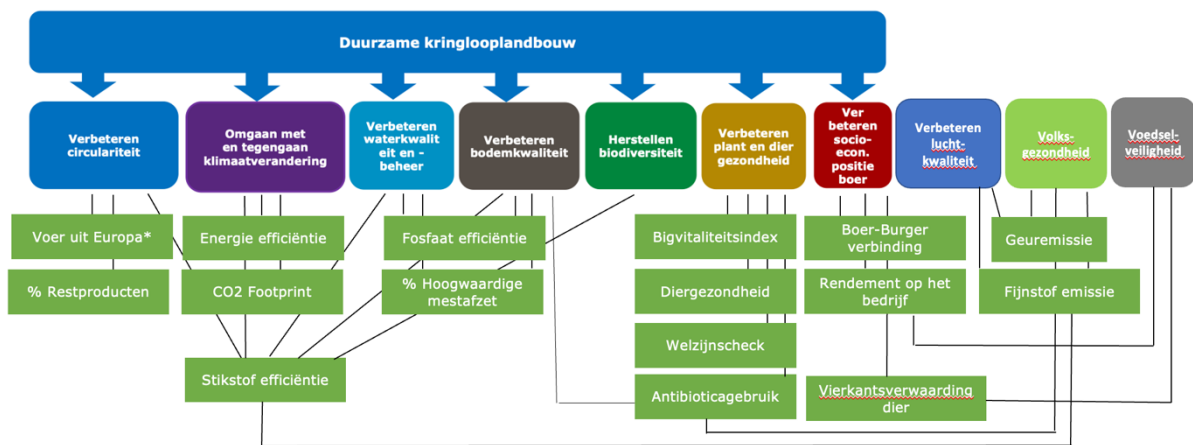 Duurzame kringlooplandbouw
Verbeteren
circulariteit
Omgaan met
en tegengaan
klimaatverandering
Verbeteren
waterkwalit
eit en -
beheer
Verbeteren
bodemkwaliteit
Herstellen
biodiversiteit
Verbeteren
plant en dier
gezondheid
Ver
beteren
socio-
econ.
positie
boer
Verbeteren
lucht-
kwaliteit
Volks-
gezondheid
Voedsel-
veiligheid
Voer uit Europa*
Energie efficiëntie
Fosfaat efficiëntie
Bigvitaliteitsindex
Boer-Burger
verbinding
Geuremissie
% Restproducten
CO2 Footprint
% Hoogwaardige
mestafzet
Diergezondheid
Rendement op het
bedrijf
Fijnstof emissie
Welzijnscheck
Stikstof efficiëntie
Antibioticagebruik
Vierkantsverwaarding
dier